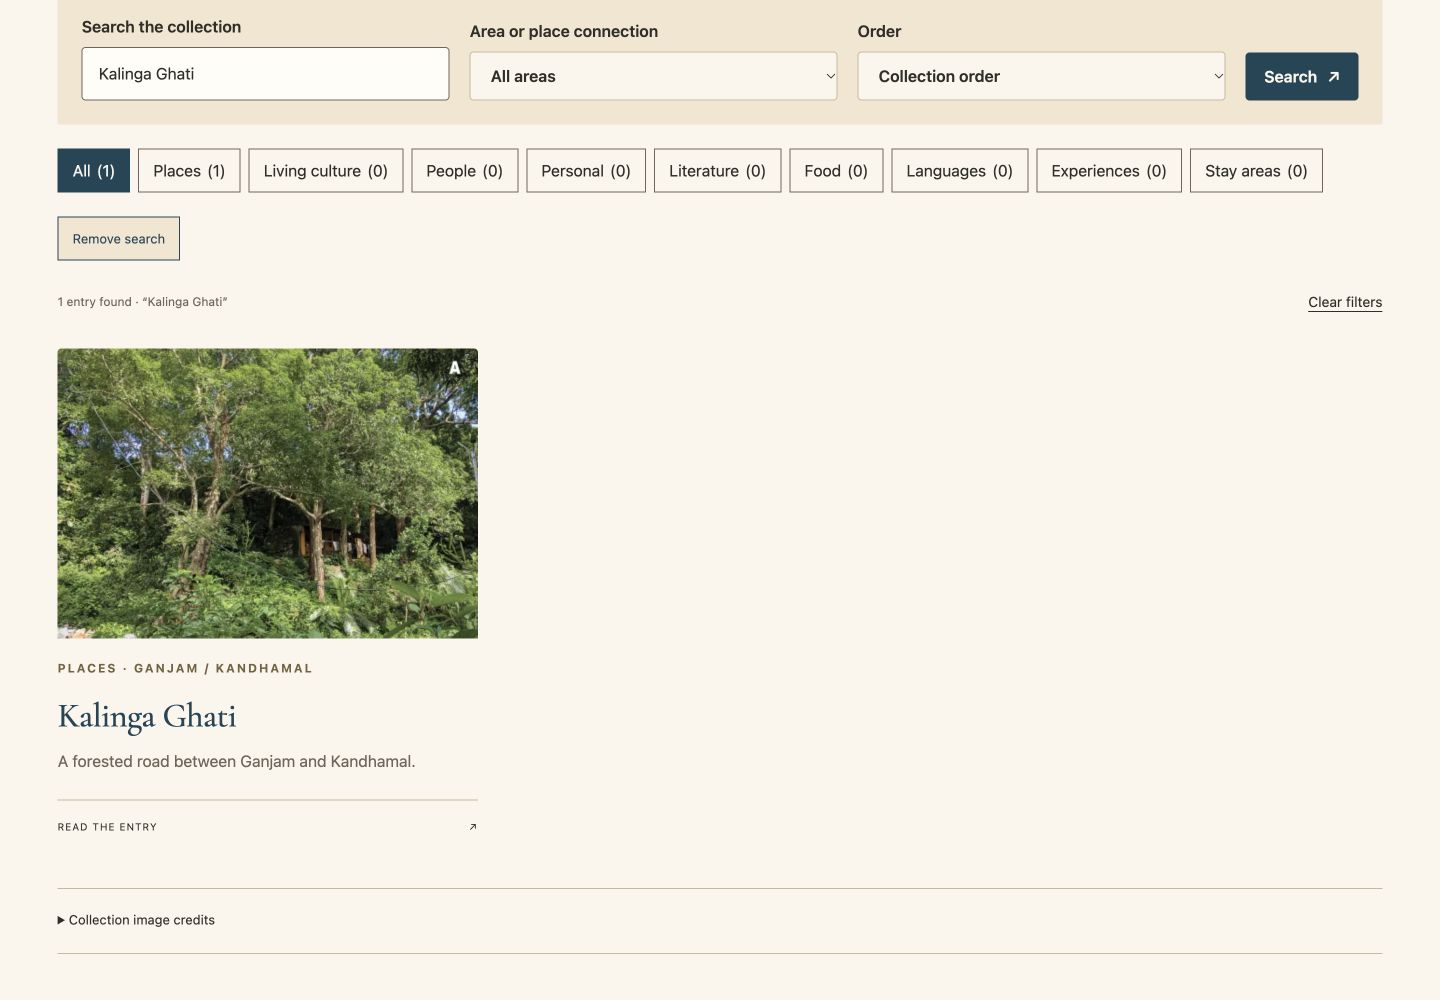 Search the collection
Area or place connection
Order
Kalinga Ghati
All areas
Collection order
Search ↗
All (1)
Places (1)
Living culture (0)
People (0)
Personal (0)
Literature (0)
Food (0)
Languages (0)
Experiences (0)
Stay areas (0)
Remove search
1 entry found · “Kalinga Ghati”
Clear filters
A
PLACES · GANJAM / KANDHAMAL
Kalinga Ghati
A forested road between Ganjam and Kandhamal.
READ THE ENTRY ↗
▶ Collection image credits